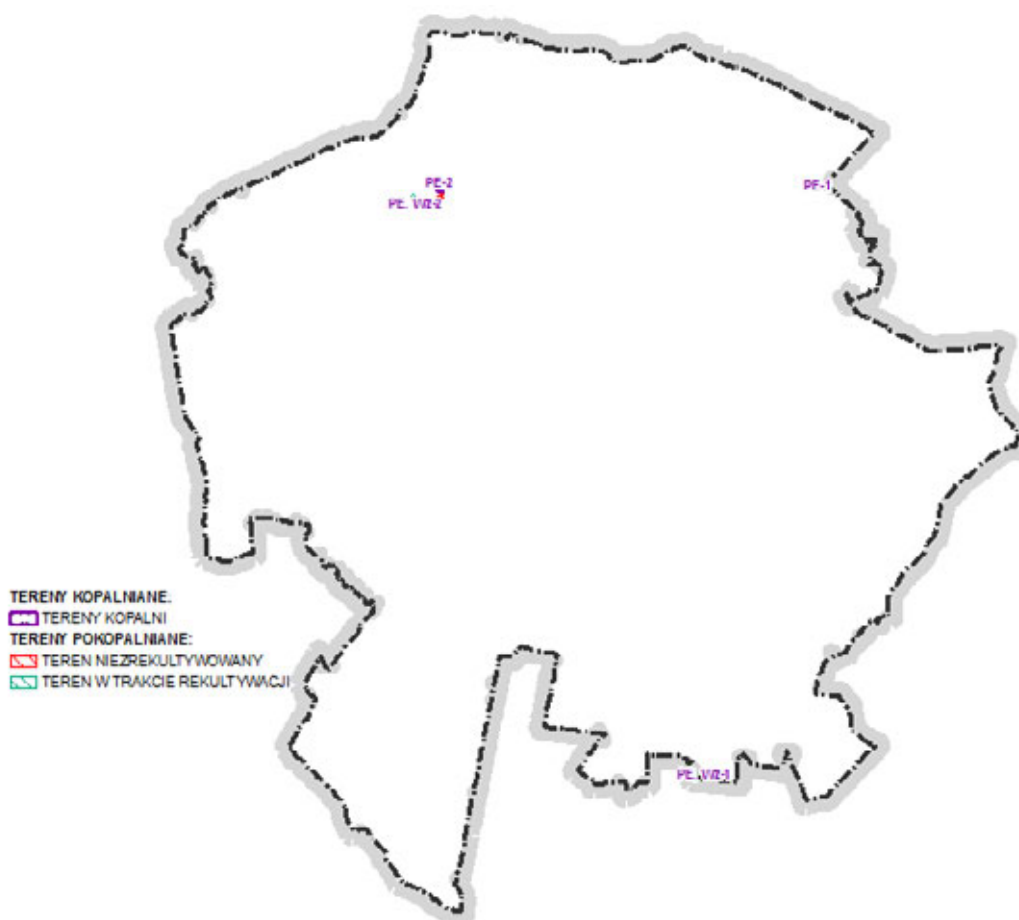 PE-2
PE-1
PE. WZ-2
TERENY KOPALNIANE:
TERENY KOPALNI
TERENY POKOPALNIANE:
TEREN NIEZREKULTYWOWANY
TEREN W TRAKCIE REKULTYWACJI
PE. WZ-1